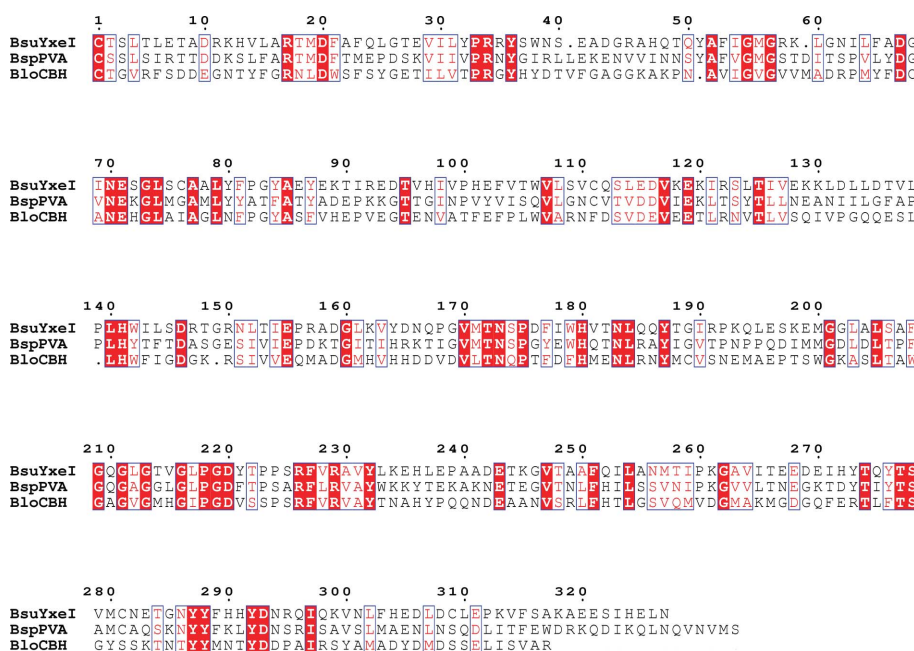 1 10 20 30 40 50 60
BsuYxeI CTSLTLETADRKHVLARTMDFAFQLGTEVILYPRRYSWNS.EADGRAHQTQYAFIGMGRK.LGNILFADG
BspPVA CSSLSIRTTDDKSLFARTMDFTMEPDSKVIIVPRNYGIRLLEKENVVINNSYAFVGMGSTDITSPVLYDG
BloCBH CTGVRFSDDEGNTYFGRNLDWSFSYGETILVTPRGYHYDTVFGAGGKAKPN.AVIGVGVVMADRPMYFDC
70 80 90 100 110 120 130
BsuYxeI INESGLSCAALYFPGYAEYEKTIREDTVHIVPHEFVTWVLSVCQSLEDVKEKIRSLTIVEKKLDLLDTVL
BspPVA VNEKGLMGAMLYYATFATYADEPKKGTTGINPVYVISQVLGNCVTVDDVIEKLTSYTLLNEANIILGFAP
BloCBH ANEHGLAIAGLNFPGYASFVHEPVEGTENVATFEFPLWVARNFDSVDEVEETLRNVTLVSQIVPGQQESL
140 150 160 170 180 190 200
BsuYxeI PLHWILSDRTGRNLTIEPRADGLKVYDNQPGVMTNSPDFIWHVTNLQQYTGIRPKQLESKEMGGLALSAF
BspPVA PLHYTFTDASGESIVIEPDKTGITIHRKTIGVMTNSPGYEWHQTNLRAYIGVTPNPPQDIMMGDLDLTPF
BloCBH .LHWFIGDGK.RSIVVEQMADGMHVHHDDVDVLTNQPTFDFHMENLRNYMCVSNEMAEPTSWGKASLTAW
210 220 230 240 250 260 270
BsuYxeI GQGLGTVGLPGDYTPPSRFVRAVYLKEHLEPAADETKGVTAAFQILANMTIPKGAVITEEDEIHYTQYTS
BspPVA GQGAGGLGLPGDFTPSARFLRVAYWKKYTEKAKNETEGVTNLFHILSSVNIPKGVVLTNEGKTDYTIYTS
BloCBH GAGVGMHGIPGDVSSPSRFVRVAYTNAHYPQQNDEAANVSRLFHTLGSVQMVDGMAKMGDGQFERTLFTS
280 290 300 310 320
BsuYxeI VMCNETGNYYFHHYDNRQIQKVNLFHEDLDCLEPKVFSAKAEESIHELN
BspPVA AMCAQSKNYYFKLYDNSRISAVSLMAENLNSQDLITFEWDRKQDIKQLNQVNVMS
BloCBH GYSSKTNTYYMNTYDDPAIRSYAMADYDMDSSELISVAR